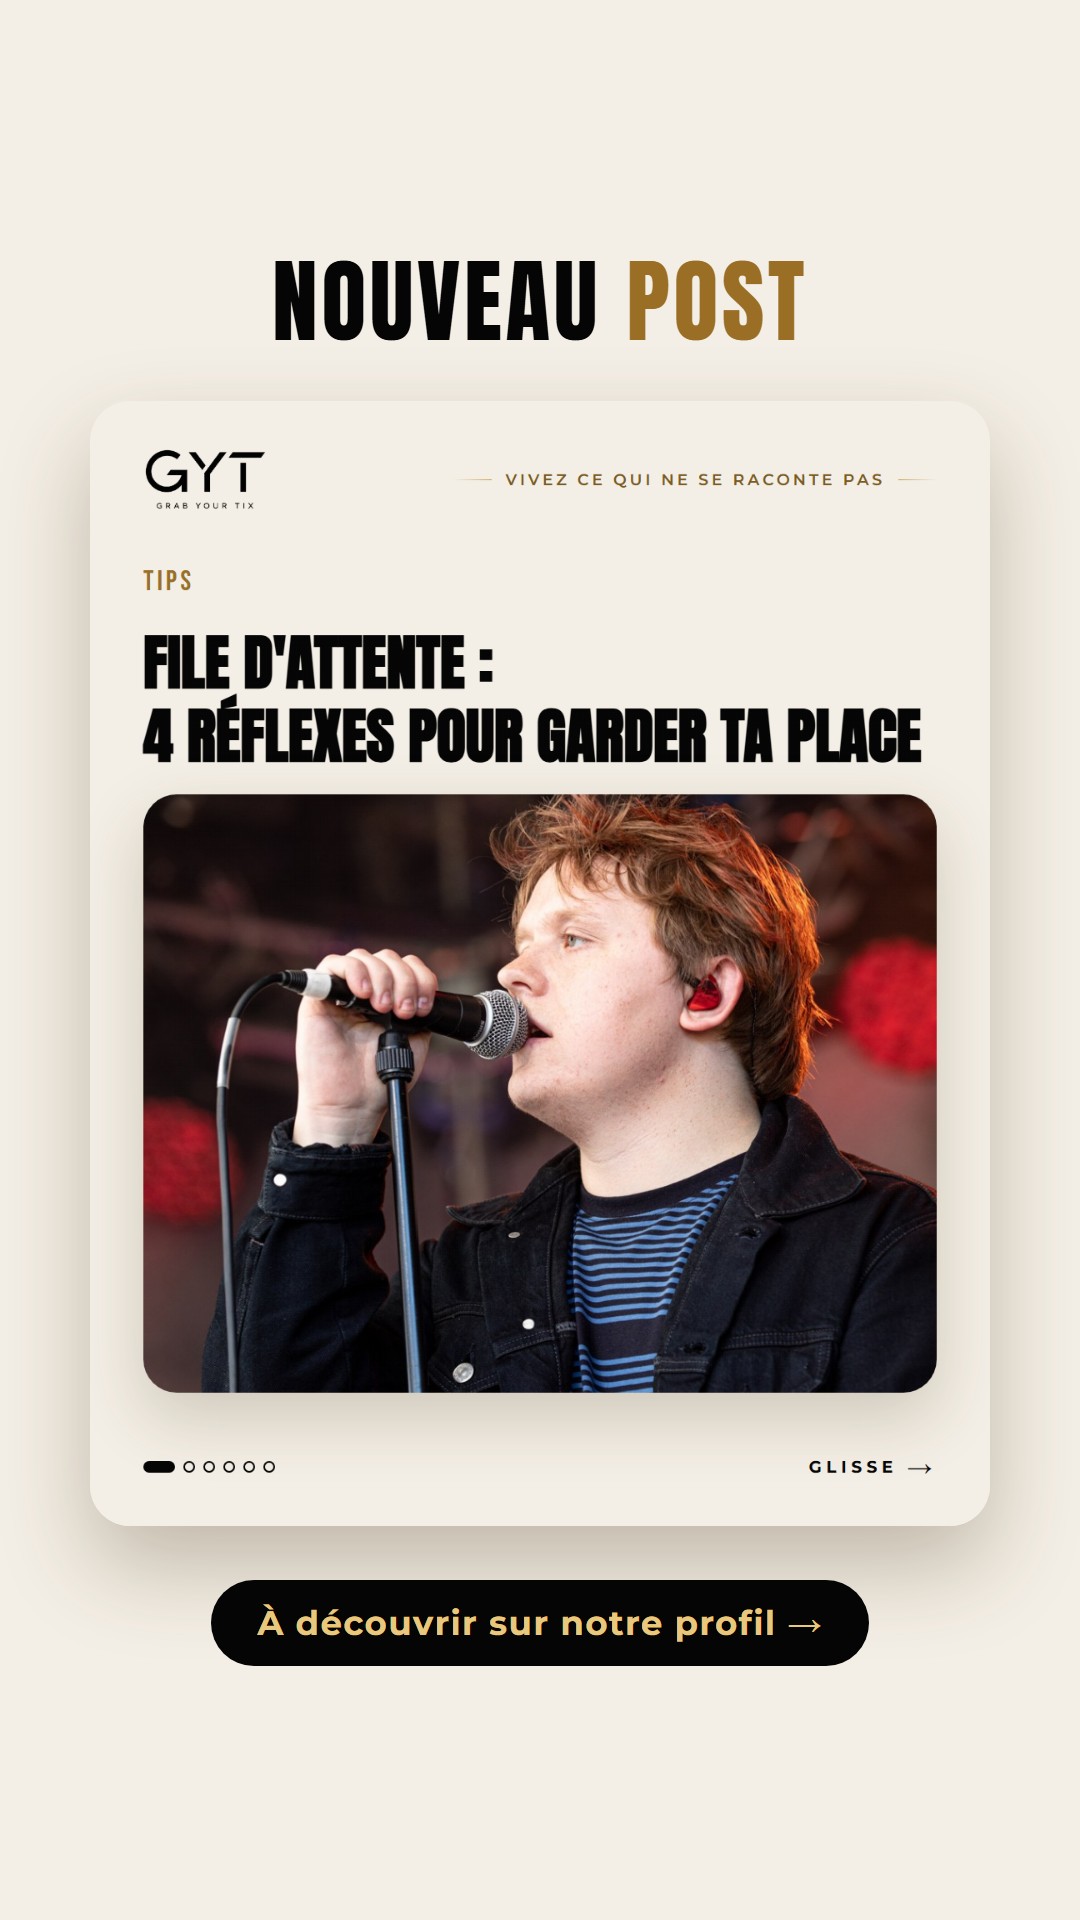 NOUVEAU POST
GYT
GRAB YOUR TIX
VIVEZ CE QUI NE SE RACONTE PAS
TIPS
FILE D'ATTENTE :
4 RÉFLEXES POUR GARDER TA PLACE
GLISSE →
À découvrir sur notre profil →